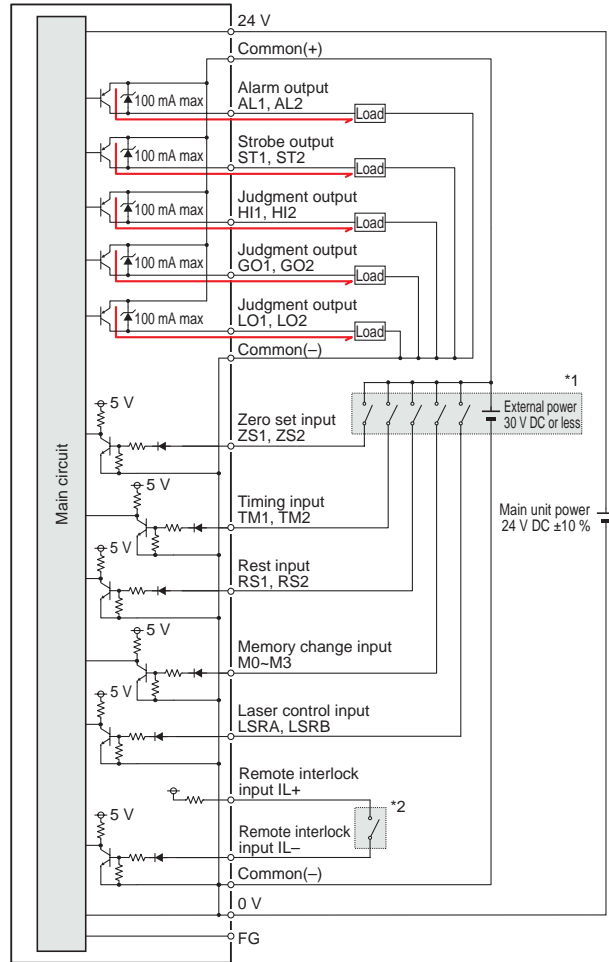 24 V
Common(+)
Alarm output
AL1, AL2
100 mA max
Load
Strobe output
ST1, ST2
100 mA max
Load
Judgment output
HI1, HI2
100 mA max
Load
Judgment output
GO1, GO2
100 mA max
Load
Judgment output
LO1, LO2
100 mA max
Load
Common(–)
*1
External power
30 V DC or less
5 V
Zero set input
ZS1, ZS2
Main circuit
5 V
Timing input
TM1, TM2
Main unit power
24 V DC ±10 %
5 V
Rest input
RS1, RS2
5 V
Memory change input
M0~M3
5 V
Laser control input
LSRA, LSRB
Remote interlock
input IL+
*2
5 V
Remote interlock
input IL–
Common(–)
0 V
FG